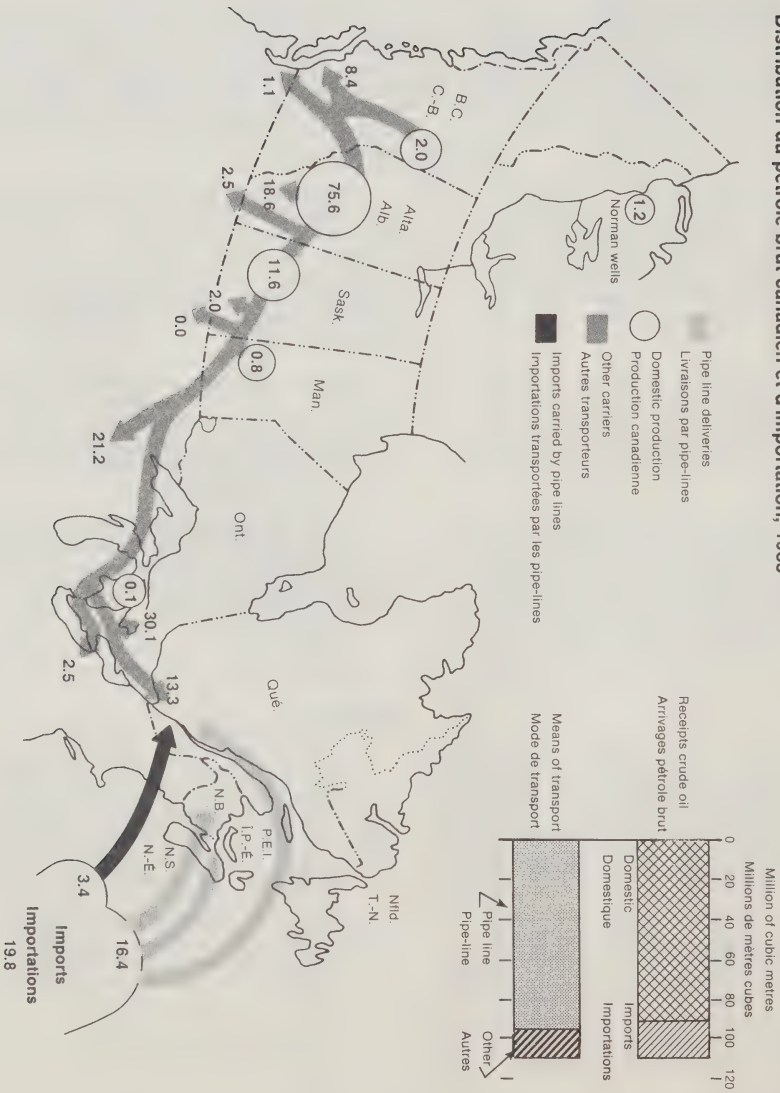 Distribution du pétrole brut canadien et d'importation,
Million of cubic metres
Millions de mètres cubes
0 20 40 60 80 100 120
Receipts crude oil
Arrivages pétrole brut
Domestic
Domestique
Imports
Importations
Means of transport
Mode de transport
Pipe line
Pipe-line
Other
Autres
Pipe line deliveries
Livraisons par pipe-lines
Domestic production
Production canadienne
Other carriers
Autres transporteurs
Imports carried by pipe lines
Importations transportées par les pipe-lines
1.2
Norman wells
B.C.
C.-B.
2.0
8.4
1.1
Alta.
Alb.
75.6
18.6
2.5
Sask.
11.6
2.0
0.0
Man.
0.8
21.2
Ont.
0.1
30.1
2.5
13.3
Qué.
Nfld.
T.-N.
P.E.I.
Î.P.-É.
N.B.
N.S.
N.-É.
3.4
16.4
Imports
Importations
19.8